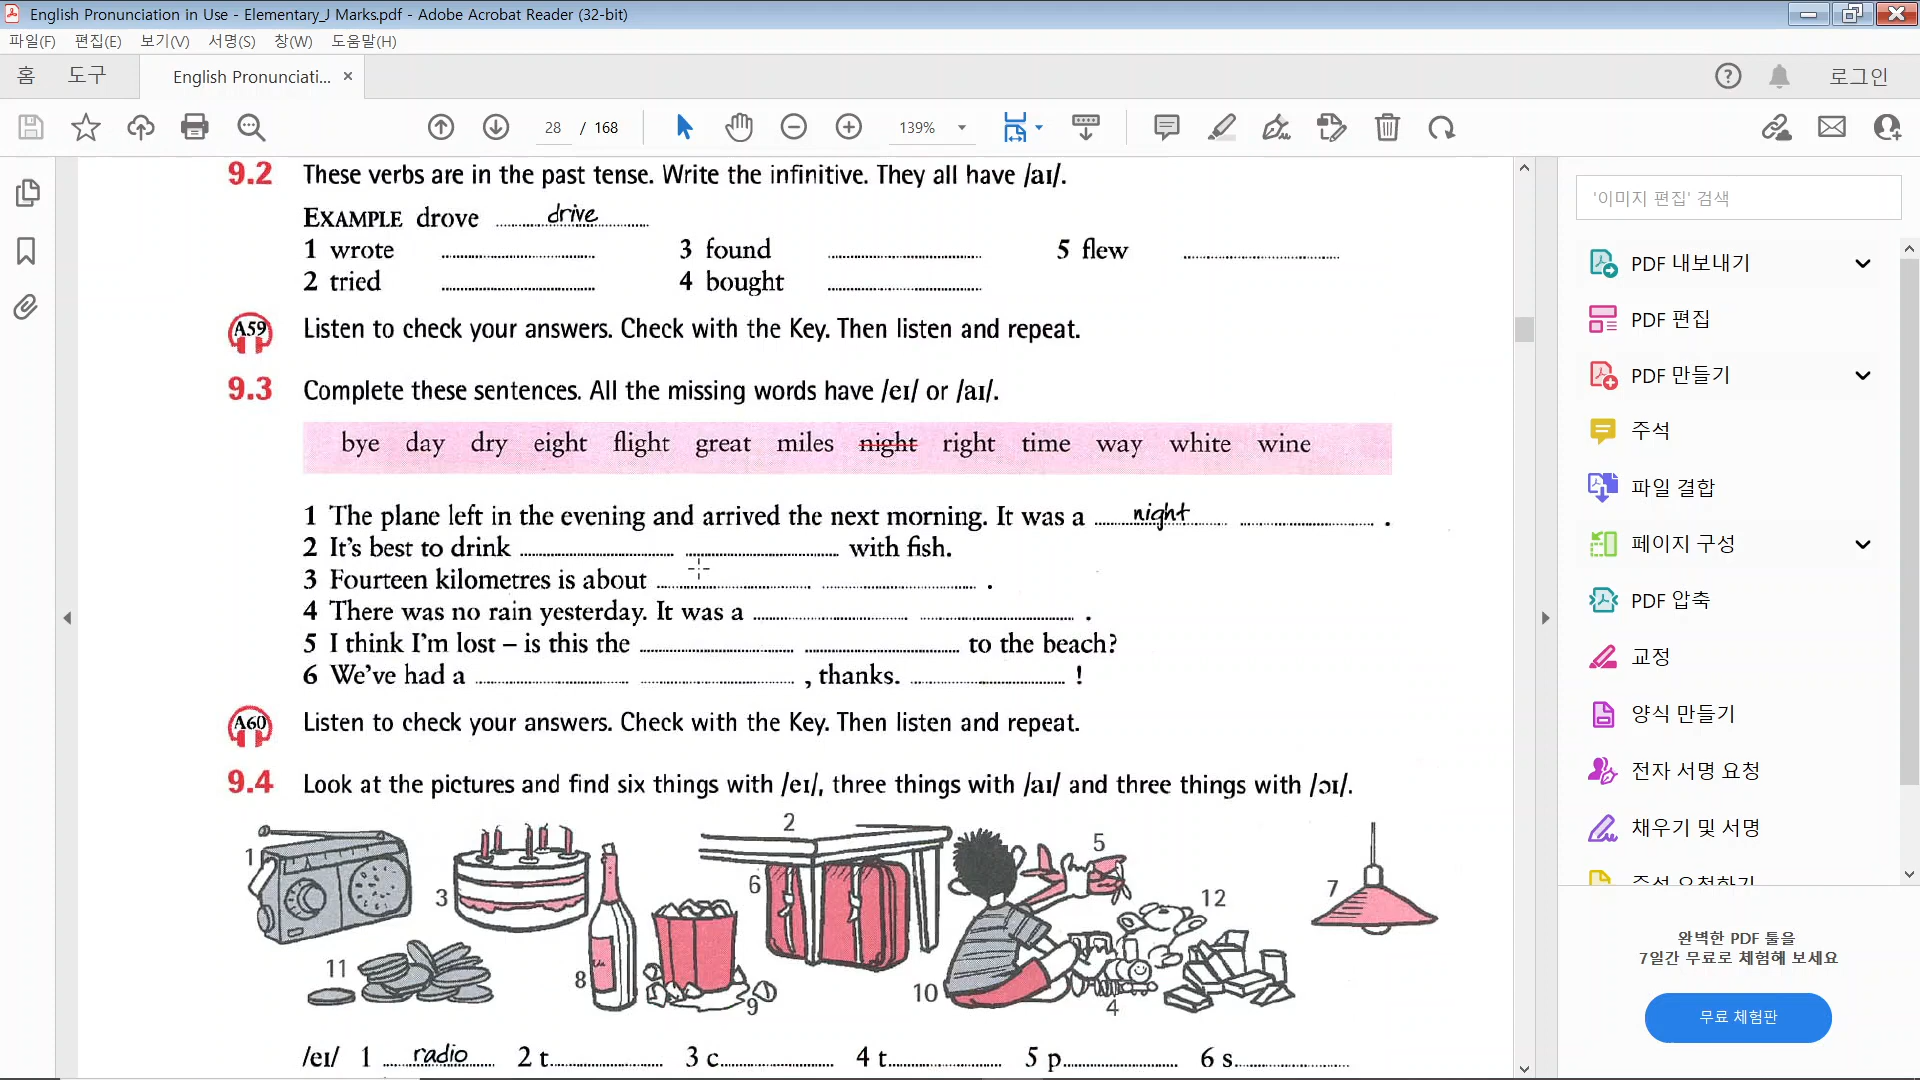 English Pronunciation in Use - Elementary_J Marks.pdf - Adobe Acrobat Reader (32-bit)
파일(F) 편집(E) 보기(V) 서명(S) 창(W) 도움말(H)
홈 도구 English Pronunciati... × 로그인
28 / 168 139%
9.2 These verbs are in the past tense. Write the infinitive. They all have /aɪ/.
EXAMPLE drove drive
1 wrote 3 found 5 flew
2 tried 4 bought
A59 Listen to check your answers. Check with the Key. Then listen and repeat.
9.3 Complete these sentences. All the missing words have /eɪ/ or /aɪ/.
bye day dry eight flight great miles night right time way white wine
1 The plane left in the evening and arrived the next morning. It was a night .
2 It's best to drink with fish.
3 Fourteen kilometres is about .
4 There was no rain yesterday. It was a .
5 I think I'm lost – is this the to the beach?
6 We've had a , thanks. !
A60 Listen to check your answers. Check with the Key. Then listen and repeat.
9.4 Look at the pictures and find six things with /eɪ/, three things with /aɪ/ and three things with /ɔɪ/.
1 2 3 5 6 7 12
11 8 9 10 4
/eɪ/ 1 radio 2 t 3 c 4 t 5 p 6 s
'이미지 편집' 검색
PDF 내보내기
PDF 편집
PDF 만들기
주석
파일 결합
페이지 구성
PDF 압축
교정
양식 만들기
전자 서명 요청
채우기 및 서명
완벽한 PDF 툴을
7일간 무료로 체험해 보세요
무료 체험판